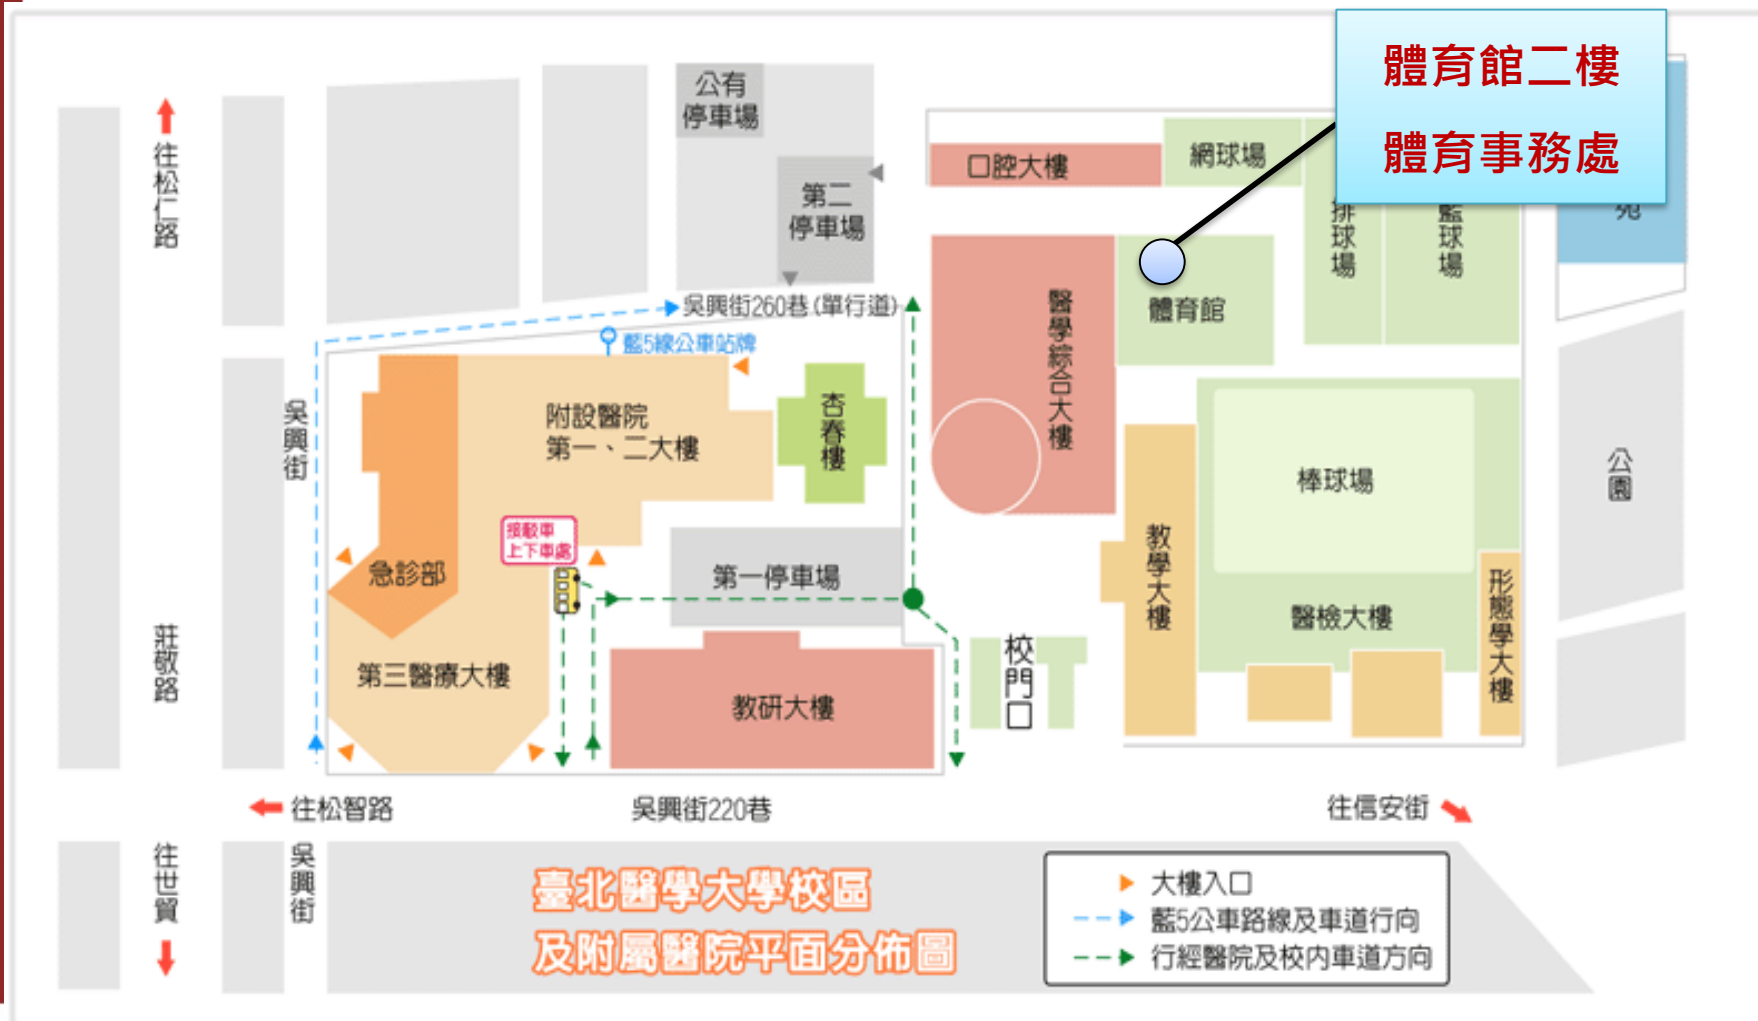 體育館二樓
體育事務處
公有
停車場
第二
停車場
口腔大樓
網球場
排球場
籃球場
苑
往松仁路
吳興街260巷(單行道)
藍5線公車站牌
體育館
醫學綜合大樓
附設醫院
第一、二大樓
杏春樓
吳興街
棒球場
公園
接駁車
上下車處
急診部
第一停車場
教學大樓
形態學大樓
醫檢大樓
校門口
莊敬路
第三醫療大樓
教研大樓
往松智路
吳興街220巷
往信安街
往世貿
吳興街
臺北醫學大學校區
及附屬醫院平面分佈圖
大樓入口
藍5公車路線及車道行向
行經醫院及校內車道方向